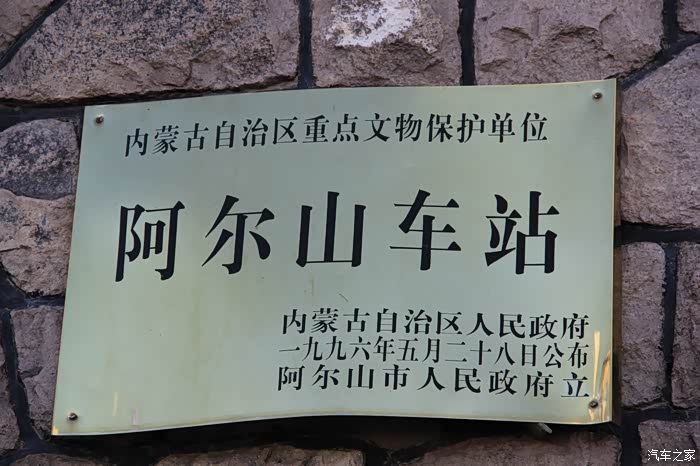 内蒙古自治区重点文物保护单位
阿尔山车站
内蒙古自治区人民政府
一九九六年五月二十八日公布
阿尔山市人民政府立
汽车之家